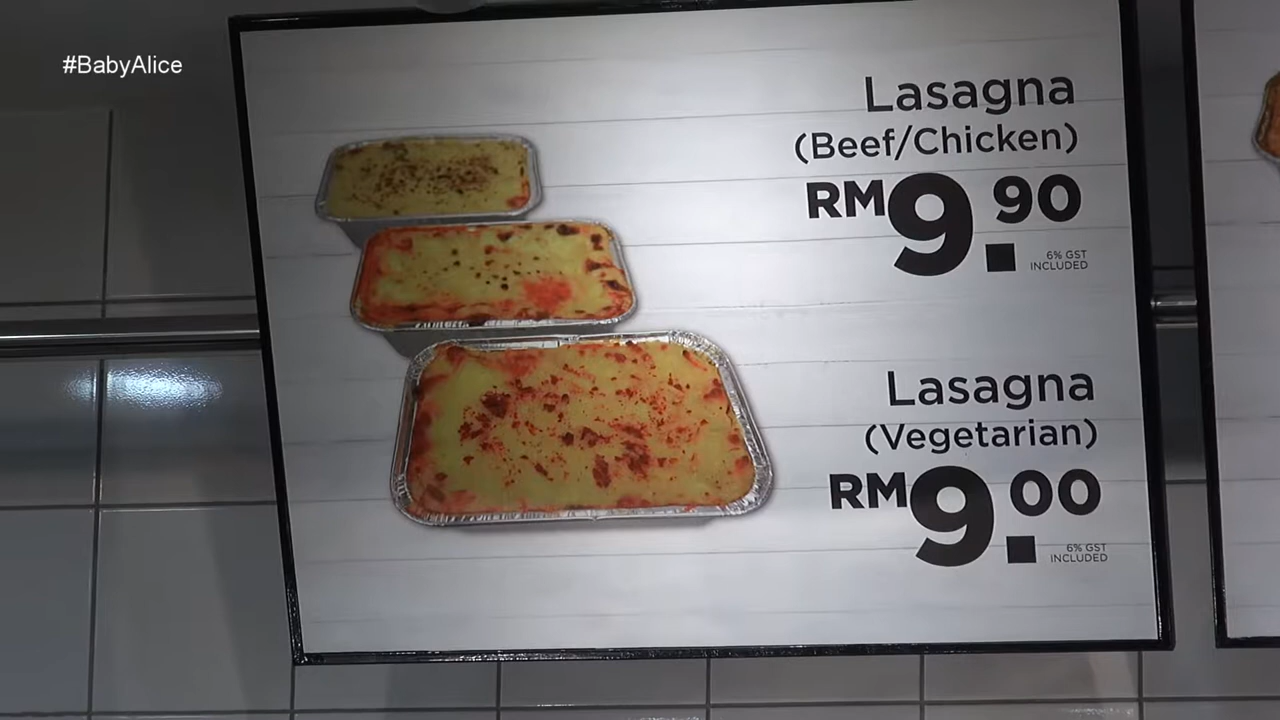 #BabyAlice
Lasagna
(Beef/Chicken)
RM9.90
6% GST
INCLUDED
Lasagna
(Vegetarian)
RM9.00
6% GST
INCLUDED